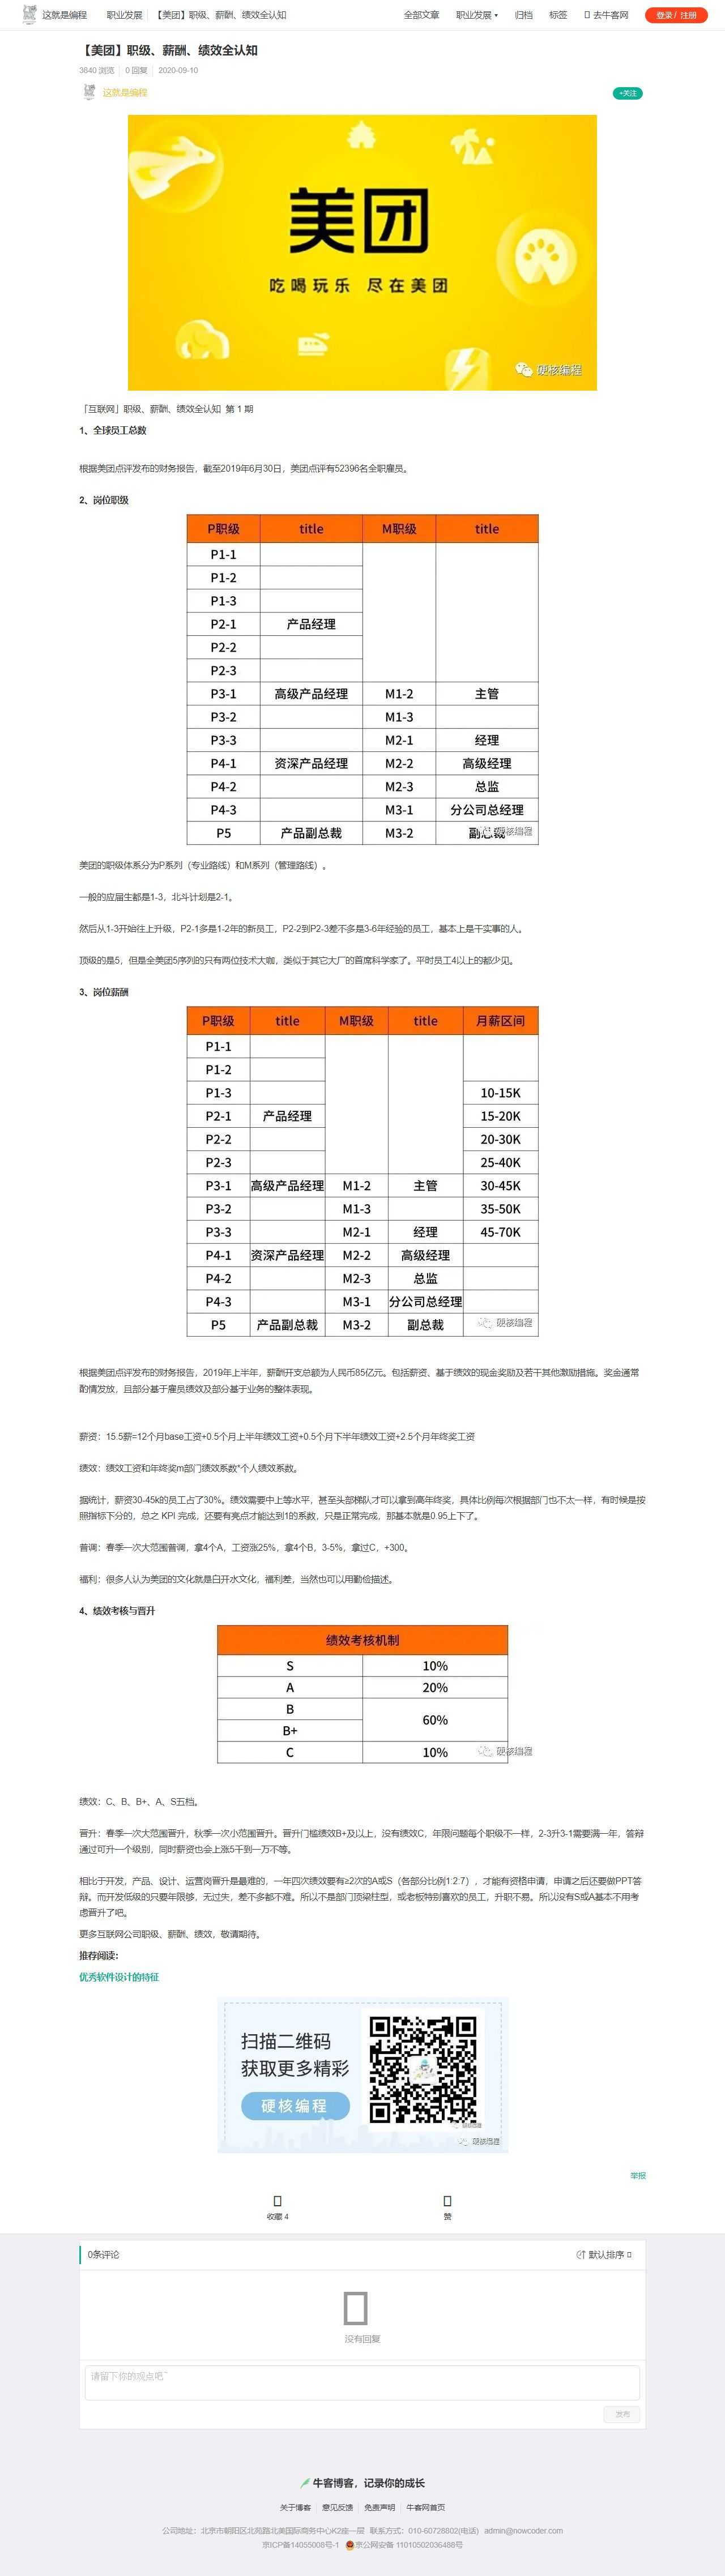 这就是编程 职业发展 【美团】职级、薪酬、绩效全认知 全部文章 职业发展 归档 标签 去牛客网 登录 / 注册
【美团】职级、薪酬、绩效全认知
3840 浏览 0 回复 2020-09-10
这就是编程 +关注
美团
吃喝玩乐 尽在美团
硬核编程
「互联网」职级、薪酬、绩效全认知 第 1 期
1、全球员工总数
根据美团点评发布的财务报告，截至2019年6月30日，美团点评有52396名全职雇员。
2、岗位职级
P职级 title M职级 title
P1-1
P1-2
P1-3
P2-1 产品经理
P2-2
P2-3
P3-1 高级产品经理 M1-2 主管
P3-2 M1-3
P3-3 M2-1 经理
P4-1 资深产品经理 M2-2 高级经理
P4-2 M2-3 总监
P4-3 M3-1 分公司总经理
P5 产品副总裁 M3-2 副总裁
硬核编程
美团的职级体系分为P系列（专业路线）和M系列（管理路线）。
一般的应届生都是1-3，北斗计划是2-1。
然后从1-3开始往上升级，P2-1多是1-2年的新员工，P2-2到P2-3差不多是3-6年经验的员工，基本上是干实事的人。
顶级的是5，但是全美团5序列的只有两位技术大咖，类似于其它大厂的首席科学家了。平时员工4以上的都少见。
3、岗位薪酬
P职级 title M职级 title 月薪区间
P1-1
P1-2
P1-3 10-15K
P2-1 产品经理 15-20K
P2-2 20-30K
P2-3 25-40K
P3-1 高级产品经理 M1-2 主管 30-45K
P3-2 M1-3 35-50K
P3-3 M2-1 经理 45-70K
P4-1 资深产品经理 M2-2 高级经理
P4-2 M2-3 总监
P4-3 M3-1 分公司总经理
P5 产品副总裁 M3-2 副总裁
硬核编程
根据美团点评发布的财务报告，2019年上半年，薪酬开支总额为人民币85亿元。包括薪资、基于绩效的现金奖励及若干其他激励措施。奖金通常
酌情发放，且部分基于雇员绩效及部分基于业务的整体表现。
薪资：15.5薪=12个月base工资+0.5个月上半年绩效工资+0.5个月下半年绩效工资+2.5个月年终奖工资
绩效：绩效工资和年终奖m部门绩效系数*个人绩效系数。
据统计，薪资30-45k的员工占了30%。绩效需要中上等水平，甚至头部梯队才可以拿到高年终奖，具体比例每次根据部门也不太一样，有时候是按
照指标下分的，总之 KPI 完成，还要有亮点才能达到1的系数，只是正常完成，那基本就是0.95上下了。
普调：春季一次大范围普调，拿4个A，工资涨25%，拿4个B，3-5%，拿过C，+300。
福利：很多人认为美团的文化就是白开水文化，福利差，当然也可以用勤俭描述。
4、绩效考核与晋升
绩效考核机制
S 10%
A 20%
B 60%
B+
C 10%
硬核编程
绩效：C、B、B+、A、S五档。
晋升：春季一次大范围晋升，秋季一次小范围晋升。晋升门槛绩效B+及以上，没有绩效C，年限问题每个职级不一样，2-3升3-1需要满一年，答辩
通过可升一个级别，同时薪资也会上涨5千到一万不等。
相比于开发，产品、设计、运营岗晋升是最难的，一年四次绩效要有≥2次的A或S（各部分比例1:2:7），才能有资格申请，申请之后还要做PPT答
辩。而开发低级的只要年限够，无过失，差不多都不难。所以不是部门顶梁柱型，或老板特别喜欢的员工，升职不易。所以没有S或A基本不用考
虑晋升了吧。
更多互联网公司职级、薪酬、绩效，敬请期待。
推荐阅读：
优秀软件设计的特征
扫描二维码
获取更多精彩
硬核编程
硬核编程
举报
收藏 4 赞
0条评论 默认排序
没有回复
请留下你的观点吧~
发布
牛客博客，记录你的成长
关于博客 意见反馈 免责声明 牛客网首页
公司地址：北京市朝阳区北苑路北美国际商务中心K2座一层 联系方式：010-60728802(电话) admin@nowcoder.com
京ICP备14055008号-1 京公网安备 11010502036488号